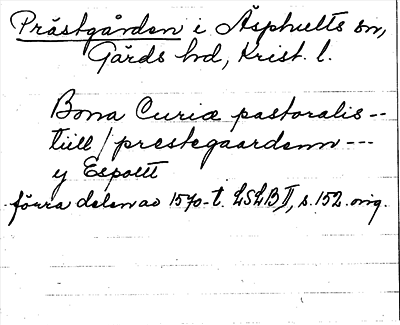 Prästgården i Äsphults sn,
Gärds hd, Krist. l.
Bona Curiæ pastoralis --
tiill / prestegaardenn ---
y Espoltt
förra delen av 1570-t. LSLB II, s. 152. orig.